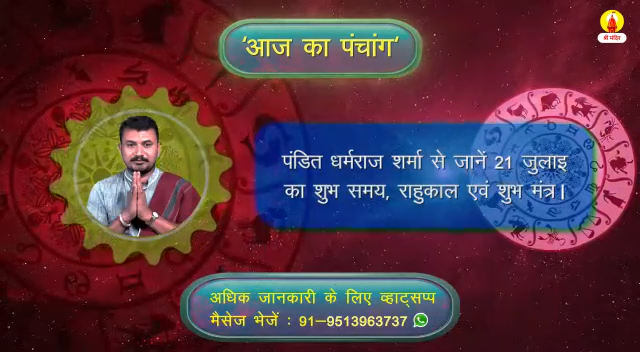 'आज का पंचांग'
श्री मंदिर
पंडित धर्मराज शर्मा से जानें 21 जुलाइ
का शुभ समय, राहुकाल एवं शुभ मंत्र।
अधिक जानकारी के लिए व्हाट्सप्प
मैसेज भेजें : 91–9513963737